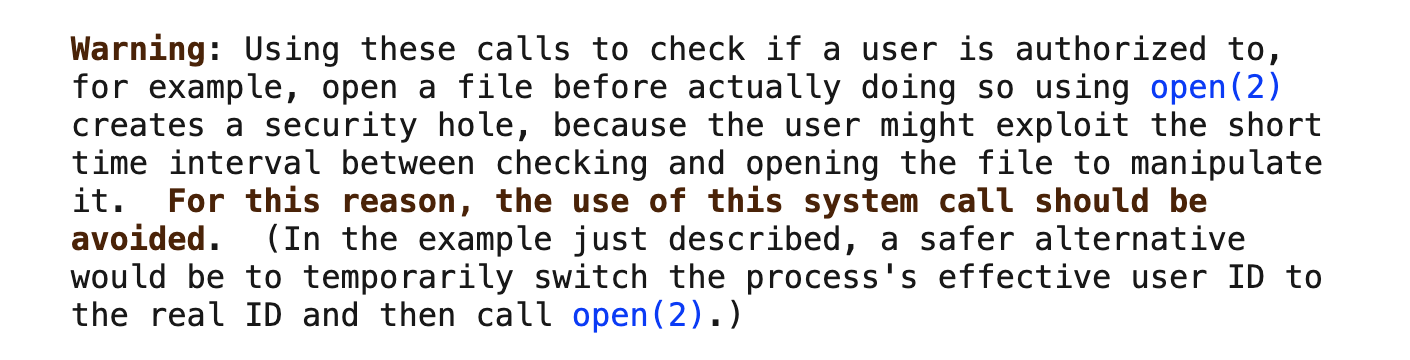 Warning: Using these calls to check if a user is authorized to,
for example, open a file before actually doing so using open(2)
creates a security hole, because the user might exploit the short
time interval between checking and opening the file to manipulate
it.  For this reason, the use of this system call should be
avoided.  (In the example just described, a safer alternative
would be to temporarily switch the process's effective user ID to
the real ID and then call open(2).)